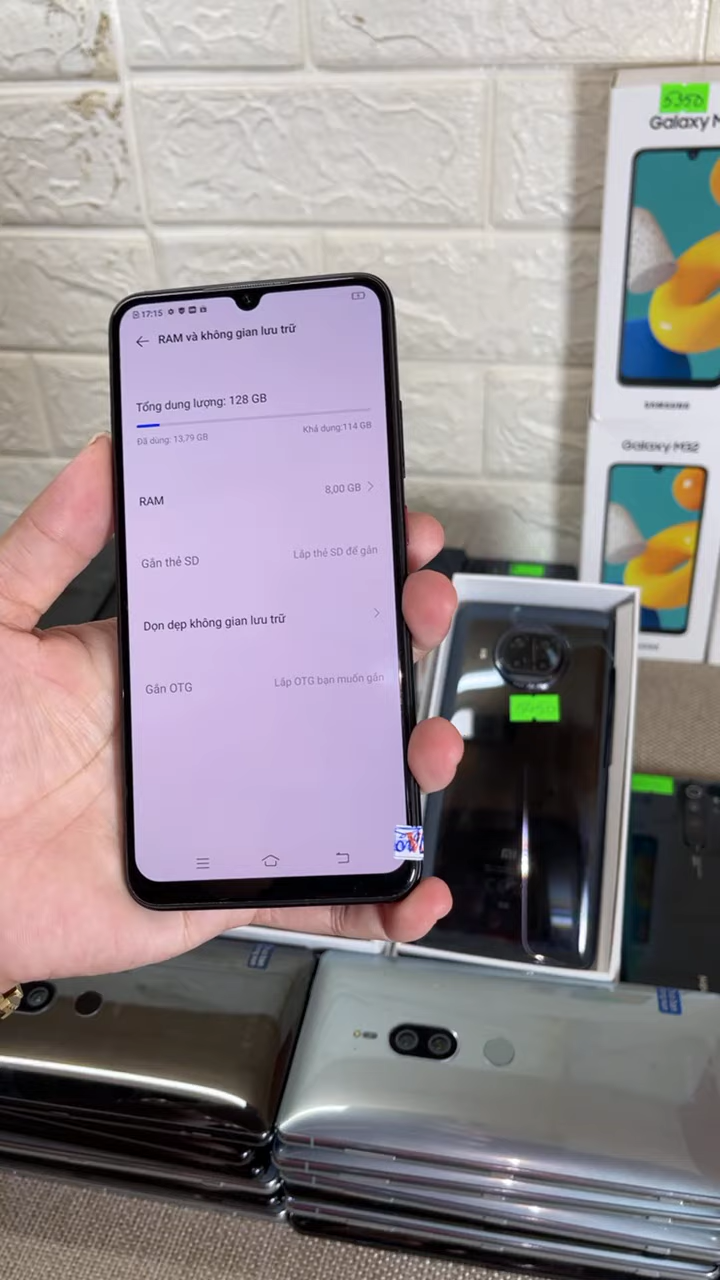 5350
Galaxy M
SAMSUNG
Galaxy M32
17:15
RAM và không gian lưu trữ
Tổng dung lượng: 128 GB
Đã dùng: 13,79 GB
Khả dụng:114 GB
RAM
8,00 GB
Gắn thẻ SD
Lắp thẻ SD để gắn
Dọn dẹp không gian lưu trữ
Gắn OTG
Lắp OTG bạn muốn gắn